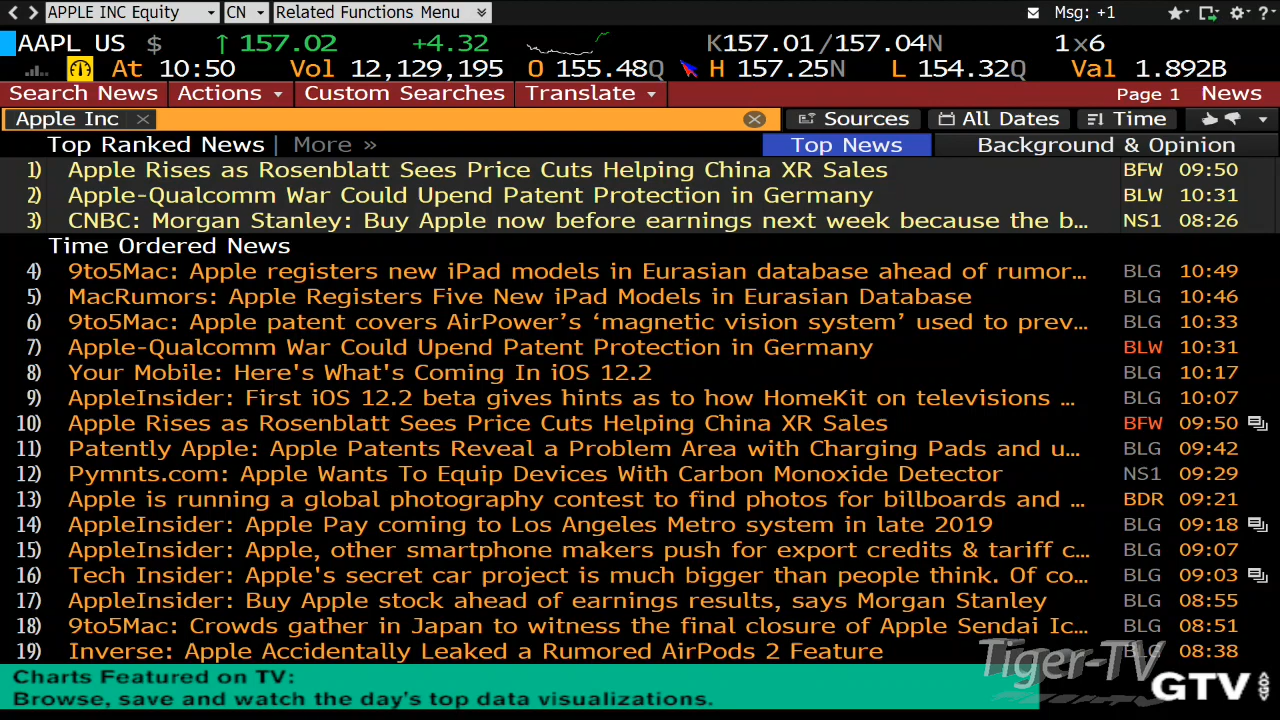 APPLE INC Equity CN Related Functions Menu Msg: +1 ?
AAPL US $ ↑ 157.02 +4.32 K157.01/157.04N 1x6
At 10:50 Vol 12,129,195 O 155.48Q H 157.25N L 154.32Q Val 1.892B
Search News Actions Custom Searches Translate Page 1 News
Apple Inc Sources All Dates Time
Top Ranked News | More » Top News Background & Opinion
1) Apple Rises as Rosenblatt Sees Price Cuts Helping China XR Sales BFW 09:50
2) Apple-Qualcomm War Could Upend Patent Protection in Germany BLW 10:31
3) CNBC: Morgan Stanley: Buy Apple now before earnings next week because the b... NS1 08:26
Time Ordered News
4) 9to5Mac: Apple registers new iPad models in Eurasian database ahead of rumor... BLG 10:49
5) MacRumors: Apple Registers Five New iPad Models in Eurasian Database BLG 10:46
6) 9to5Mac: Apple patent covers AirPower’s ‘magnetic vision system’ used to prev... BLG 10:33
7) Apple-Qualcomm War Could Upend Patent Protection in Germany BLW 10:31
8) Your Mobile: Here's What's Coming In iOS 12.2 BLG 10:17
9) AppleInsider: First iOS 12.2 beta gives hints as to how HomeKit on televisions ... BLG 10:07
10) Apple Rises as Rosenblatt Sees Price Cuts Helping China XR Sales BFW 09:50
11) Patently Apple: Apple Patents Reveal a Problem Area with Charging Pads and u... BLG 09:42
12) Pymnts.com: Apple Wants To Equip Devices With Carbon Monoxide Detector NS1 09:29
13) Apple is running a global photography contest to find photos for billboards and ... BDR 09:21
14) AppleInsider: Apple Pay coming to Los Angeles Metro system in late 2019 BLG 09:18
15) AppleInsider: Apple, other smartphone makers push for export credits & tariff c... BLG 09:07
16) Tech Insider: Apple's secret car project is much bigger than people think. Of co... BLG 09:03
17) AppleInsider: Buy Apple stock ahead of earnings results, says Morgan Stanley BLG 08:55
18) 9to5Mac: Crowds gather in Japan to witness the final closure of Apple Sendai Ic... BLG 08:51
19) Inverse: Apple Accidentally Leaked a Rumored AirPods 2 Feature BLG 08:38
Tiger-TV
Charts Featured on TV:
Browse, save and watch the day's top data visualizations.
GTV